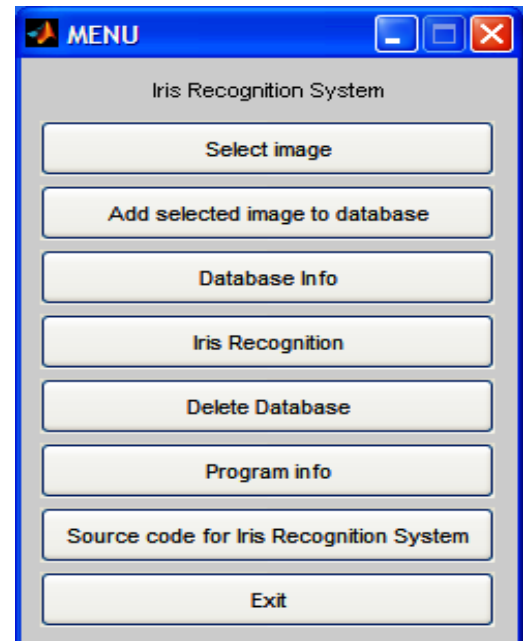 MENU
Iris Recognition System
Select image
Add selected image to database
Database Info
Iris Recognition
Delete Database
Program info
Source code for Iris Recognition System
Exit